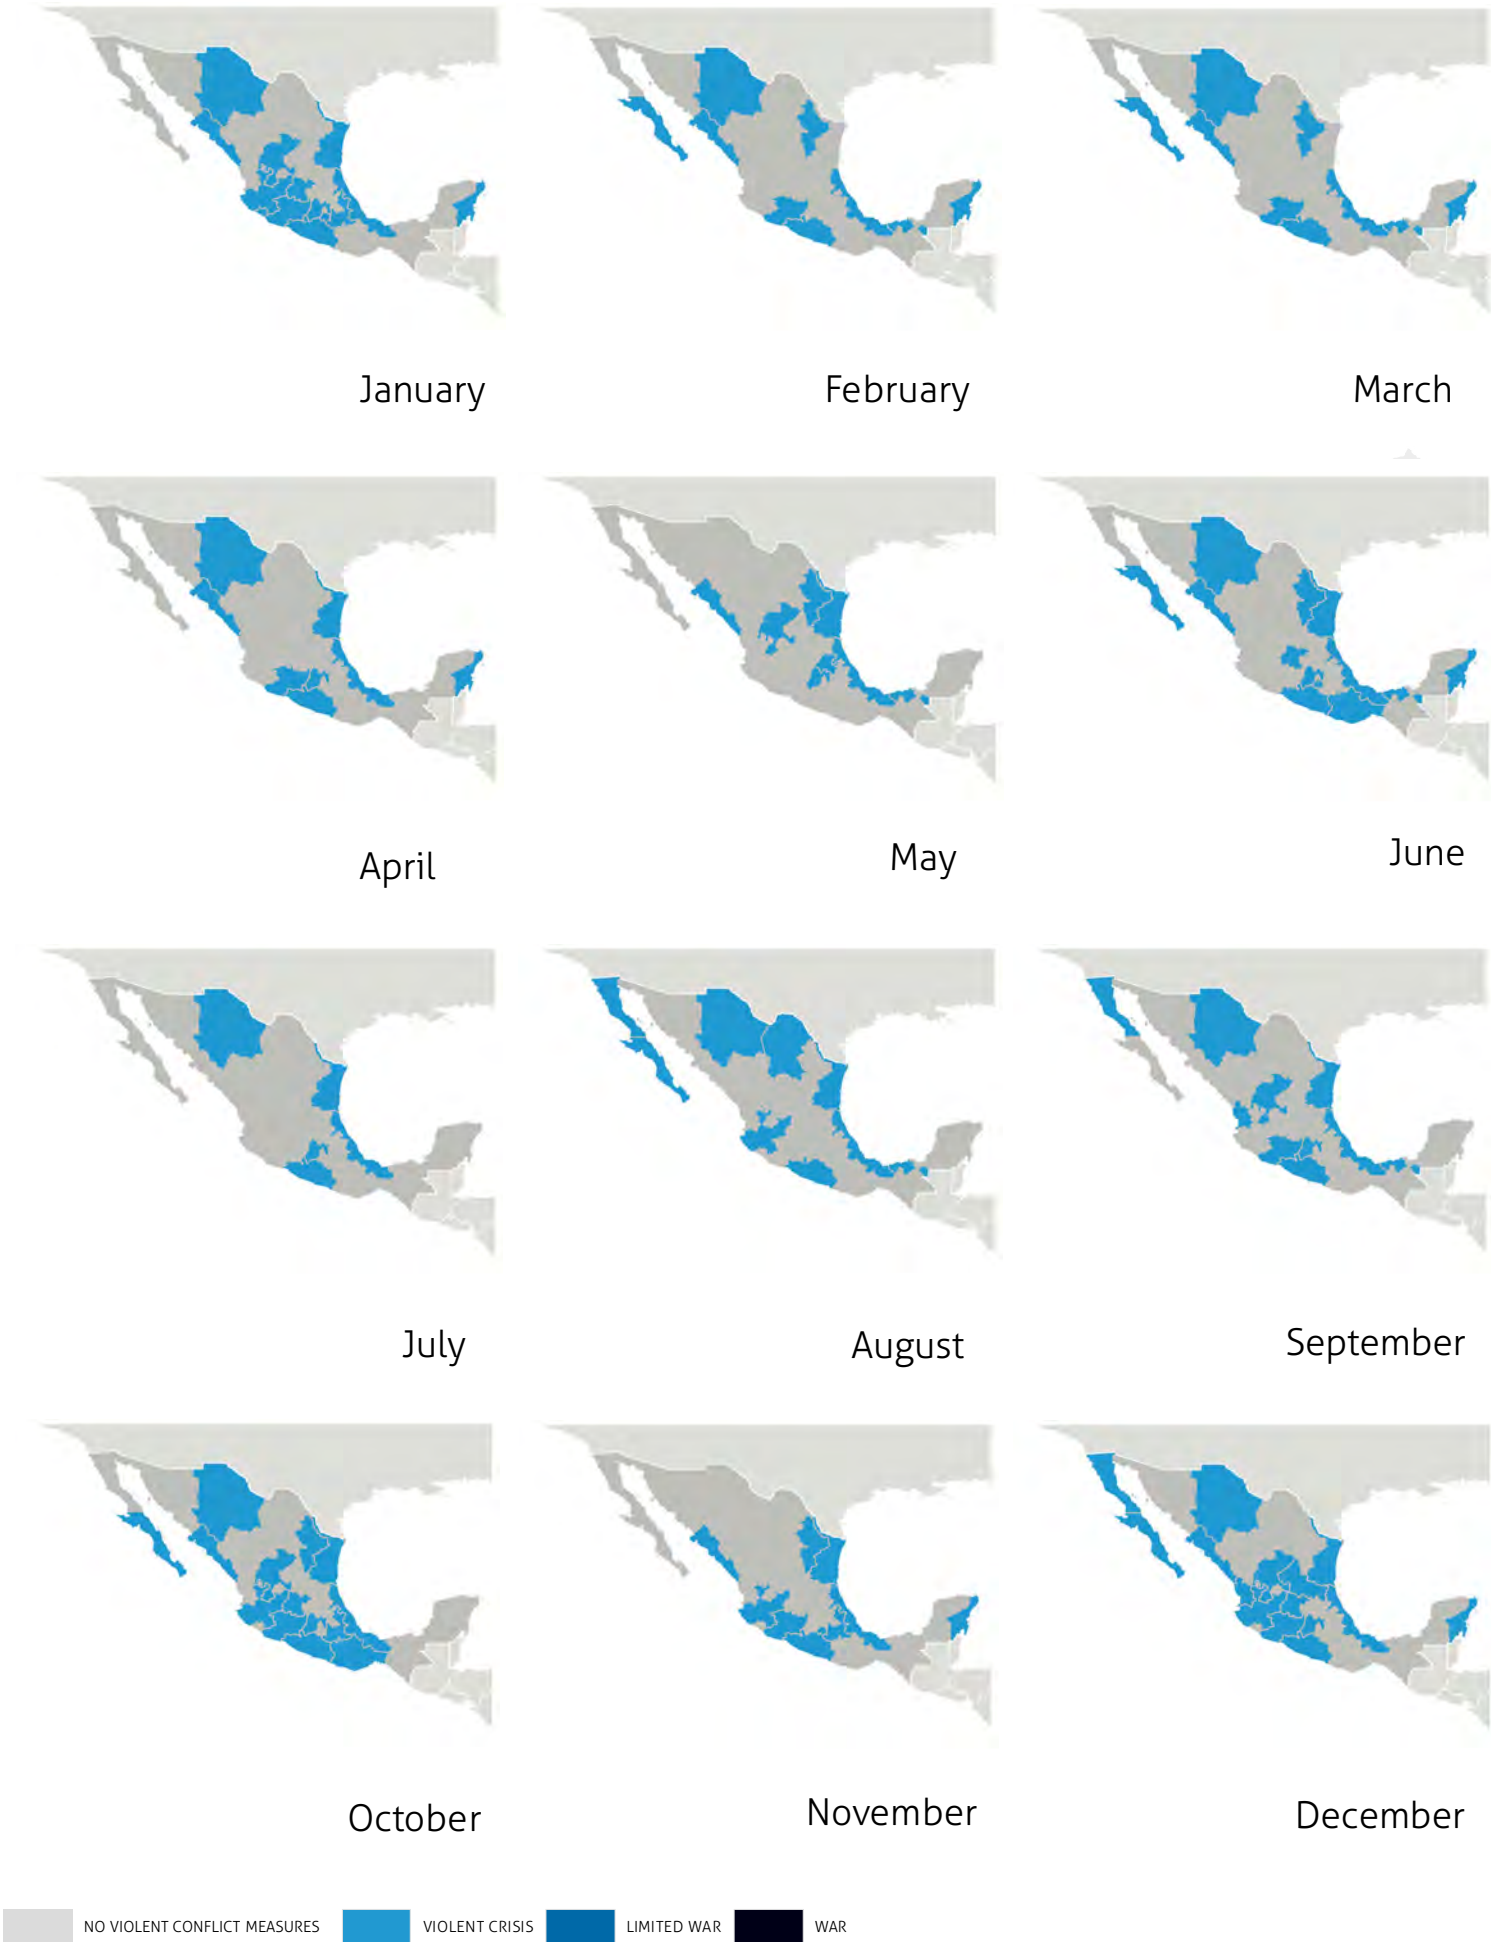 January
February
March
April
May
June
July
August
September
October
November
December
NO VIOLENT CONFLICT MEASURES
VIOLENT CRISIS
LIMITED WAR
WAR